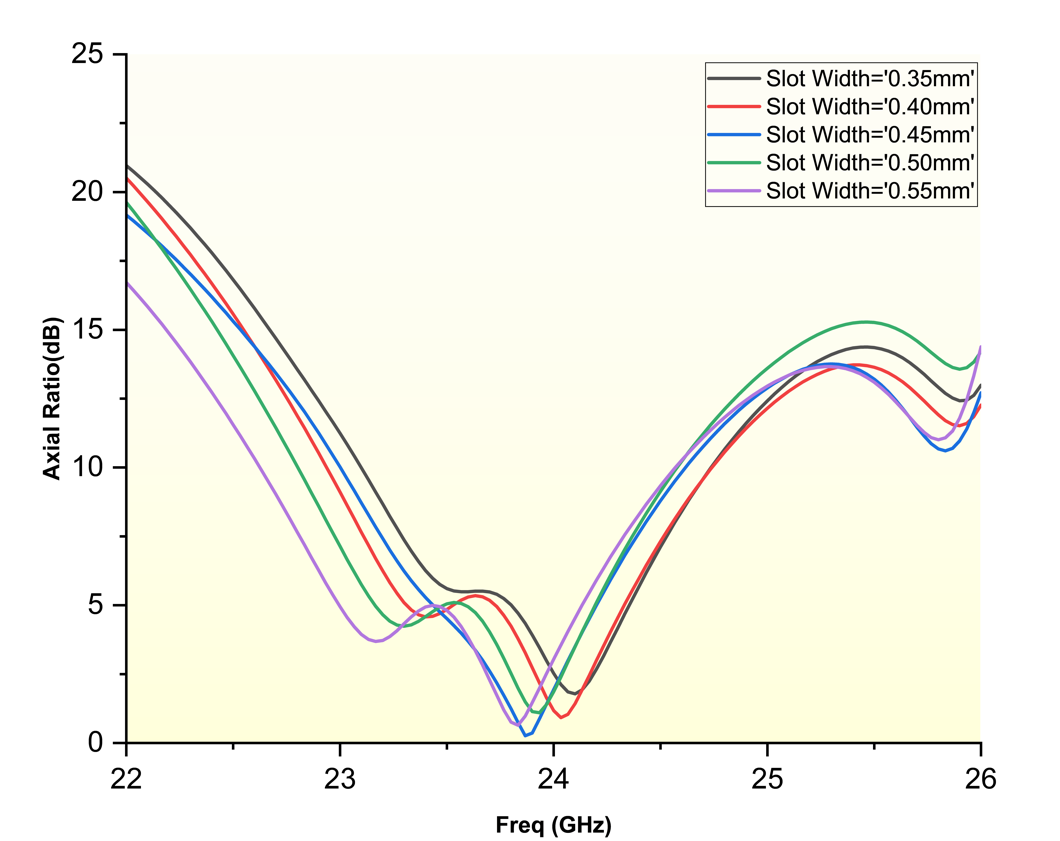 25
20
15
10
5
0
Axial Ratio(dB)
Slot Width='0.35mm'
Slot Width='0.40mm'
Slot Width='0.45mm'
Slot Width='0.50mm'
Slot Width='0.55mm'
22 23 24 25 26
Freq (GHz)